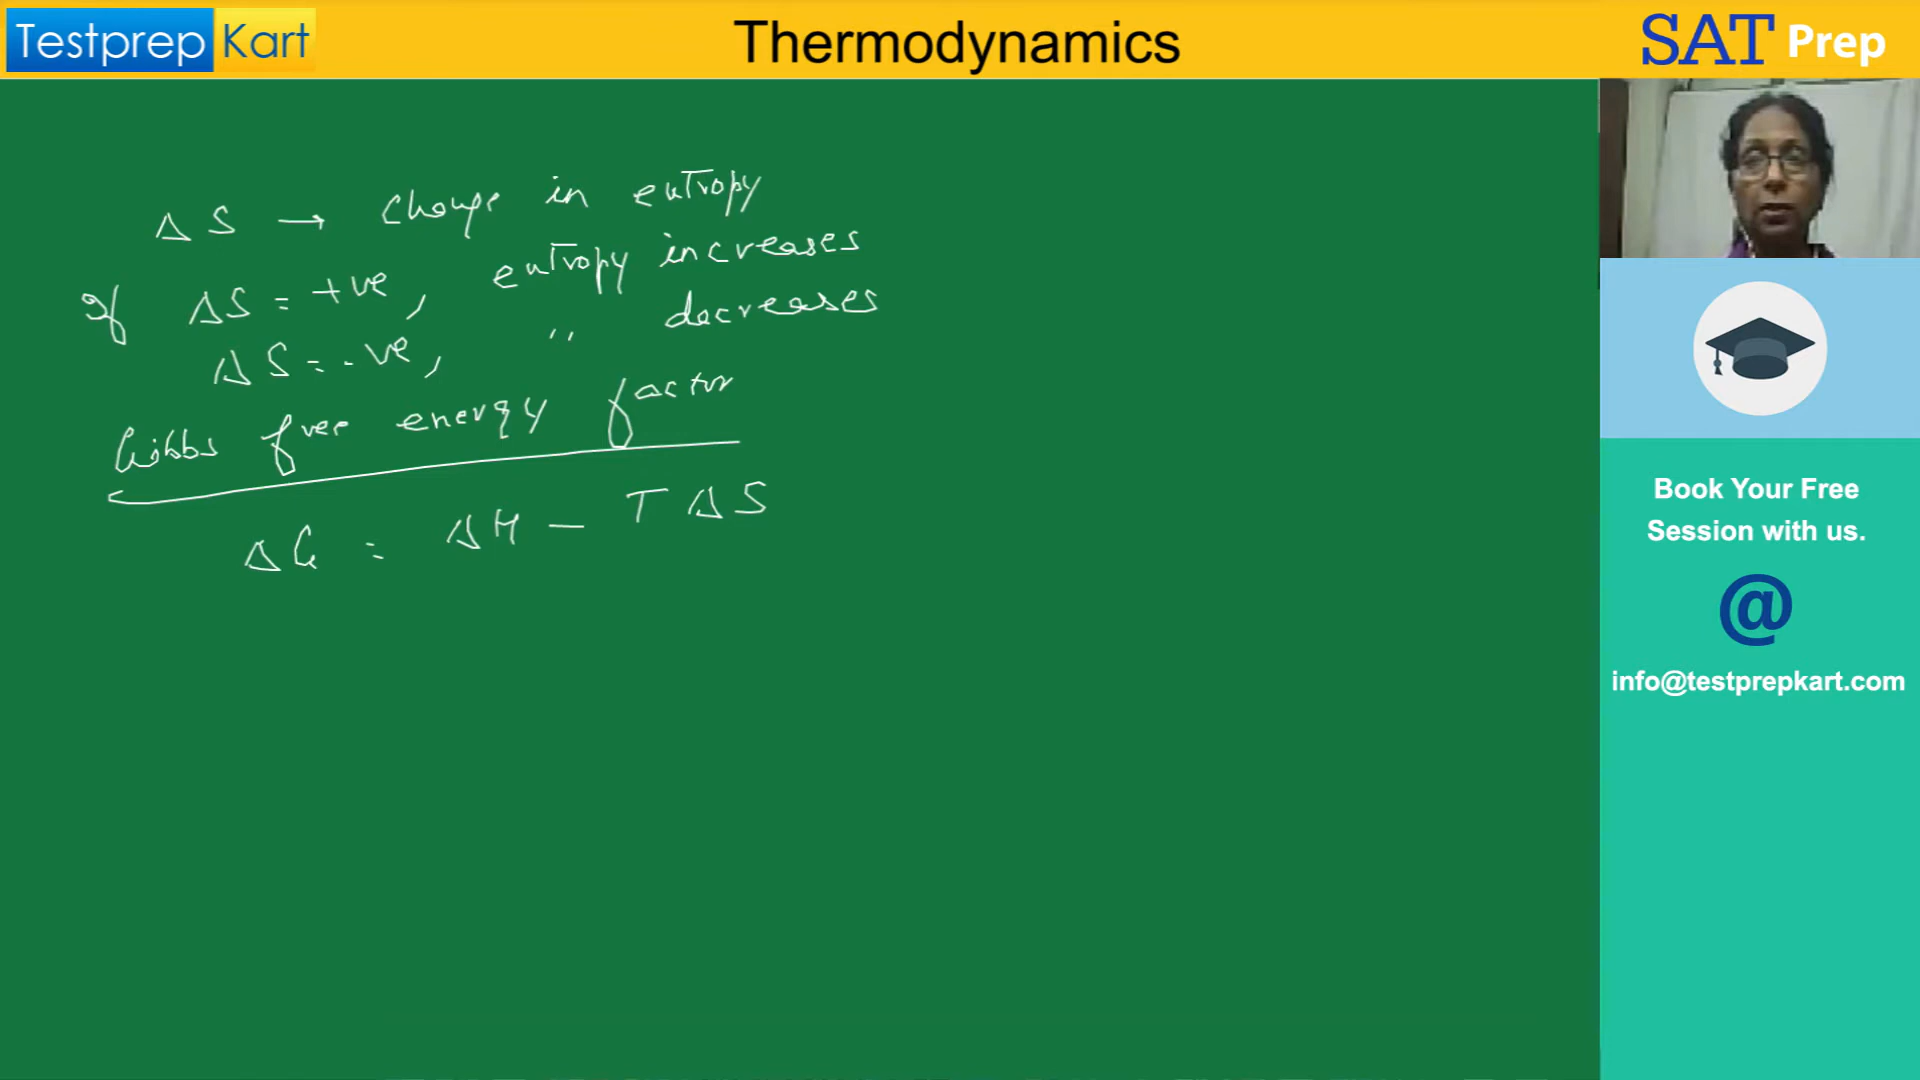 Testprep Kart
Thermodynamics
SAT Prep
ΔS → change in entropy
If ΔS = +ve, entropy increases
ΔS = -ve, " decreases
Gibbs free energy factor
ΔG = ΔH - TΔS
Book Your Free
Session with us.
@
info@testprepkart.com